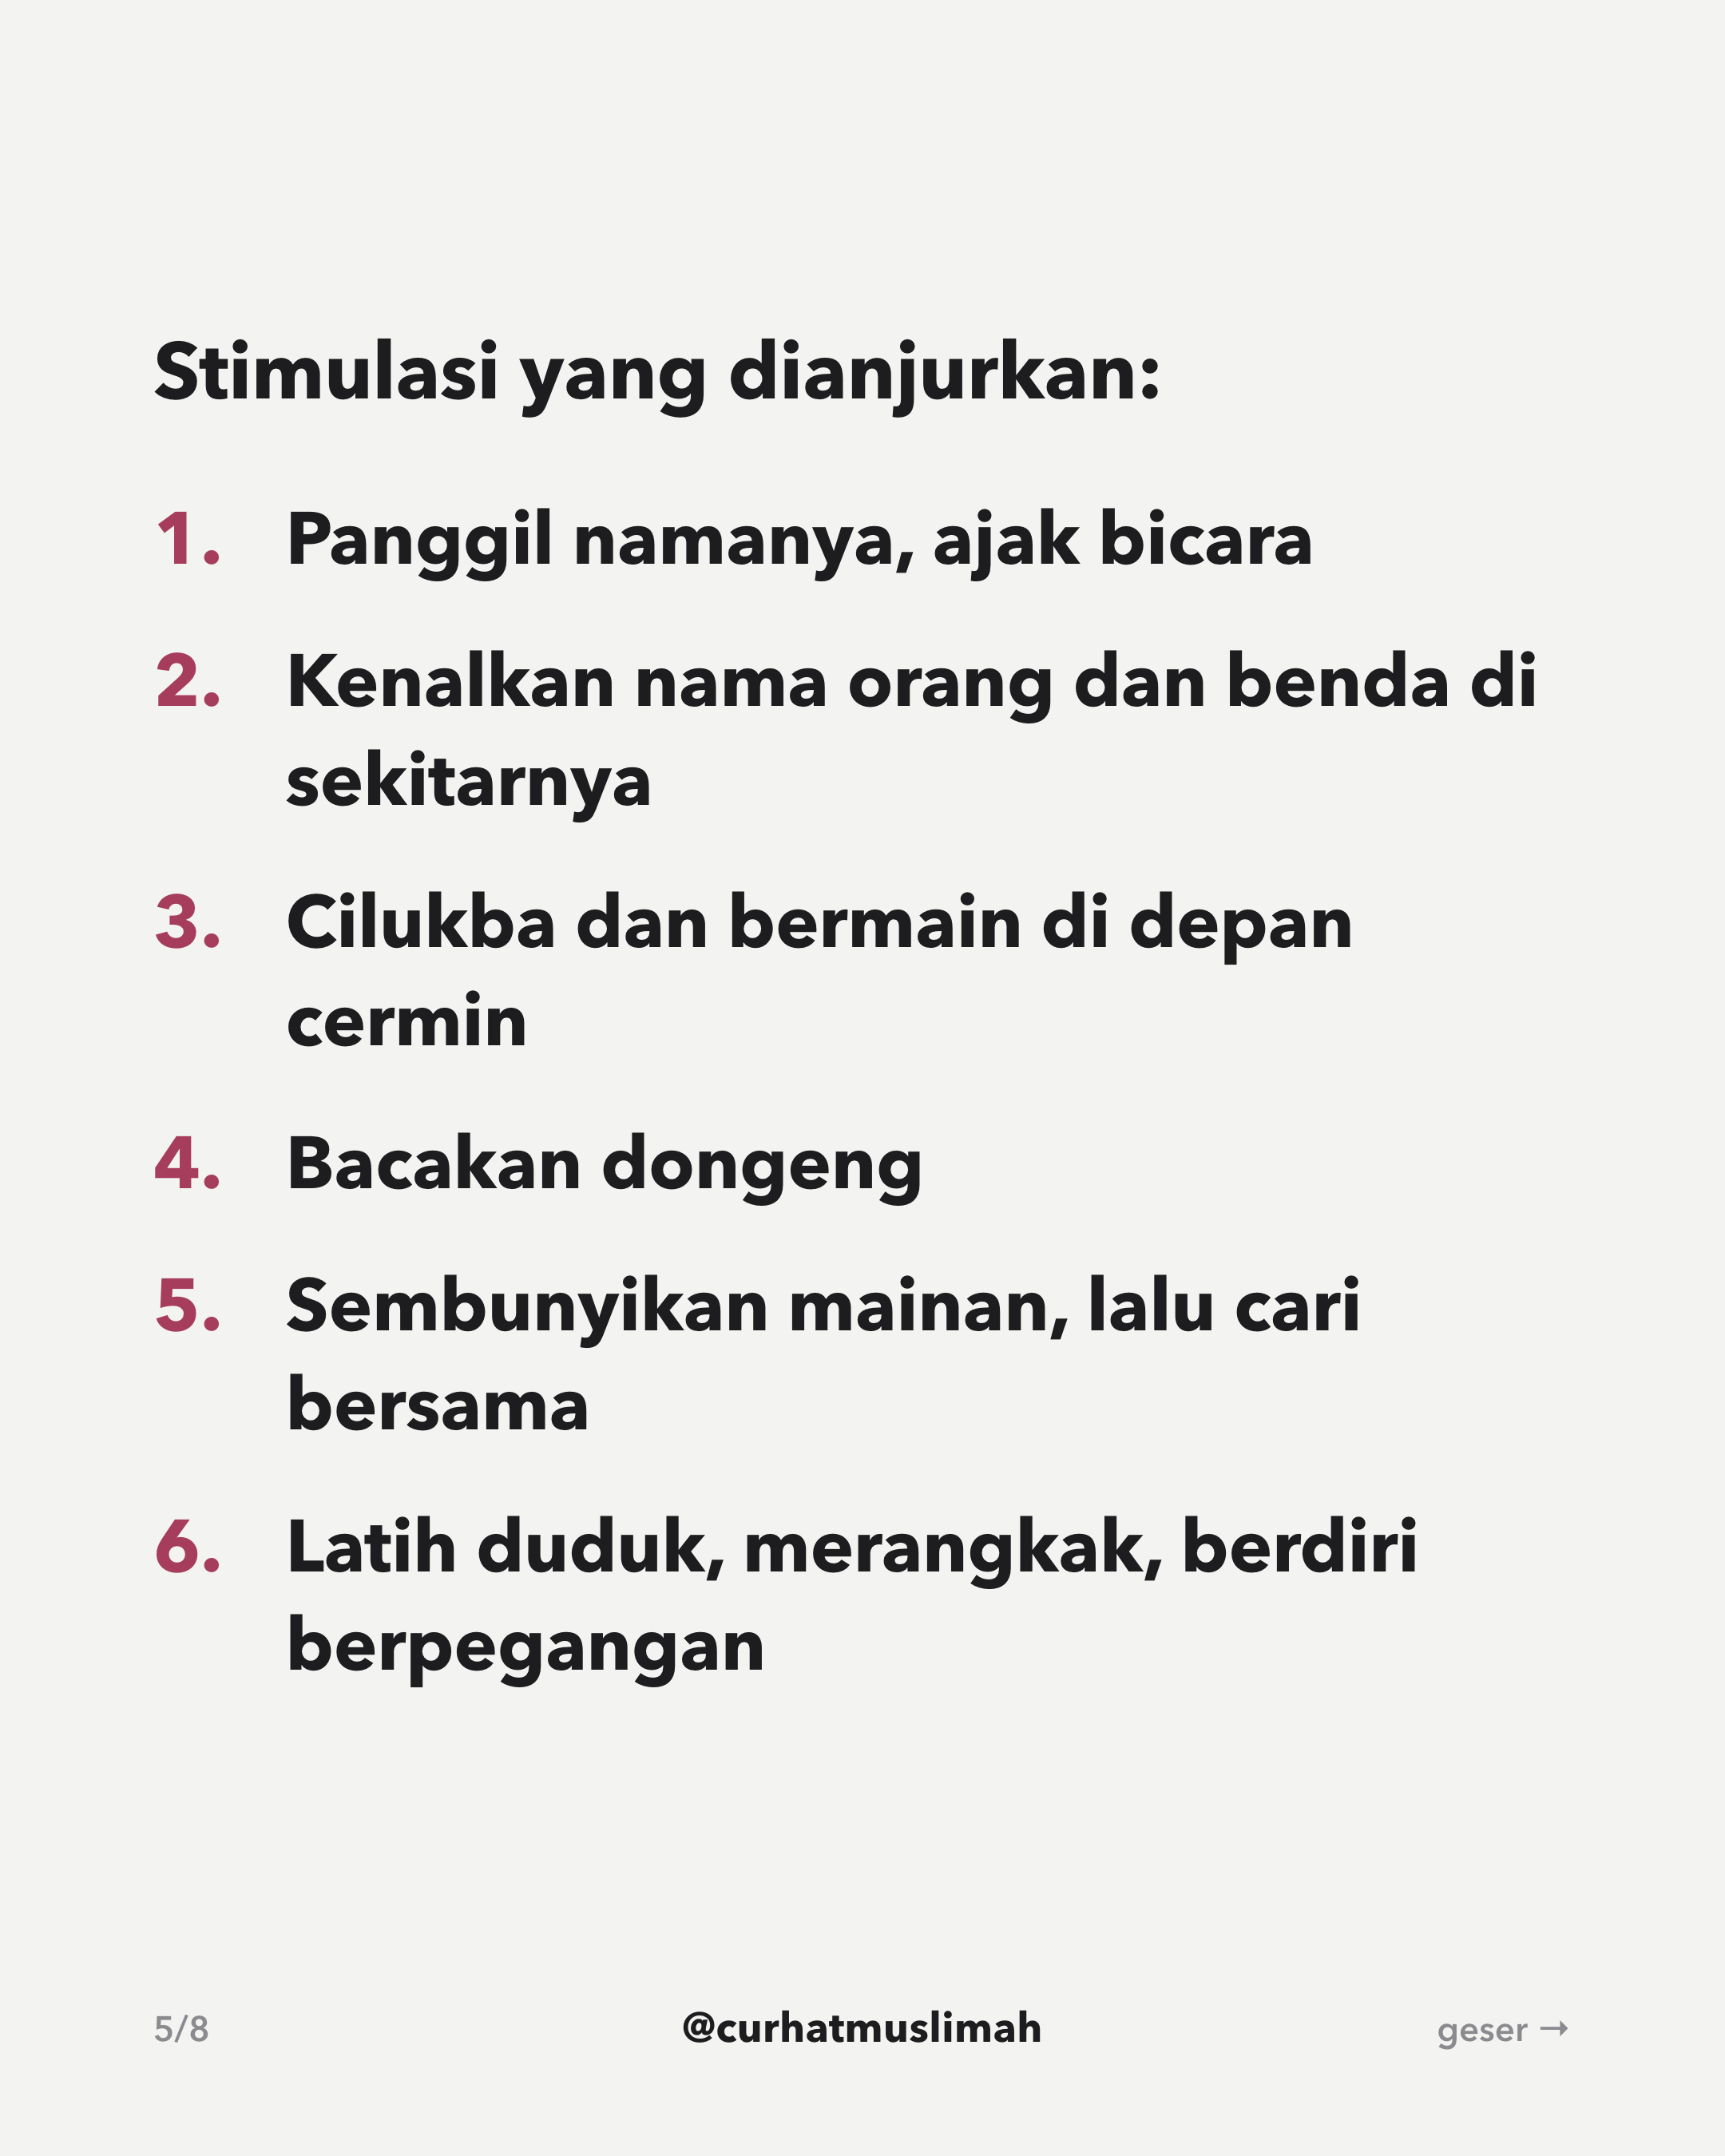 Stimulasi yang dianjurkan:
1. Panggil namanya, ajak bicara
2. Kenalkan nama orang dan benda di
sekitarnya
3. Cilukba dan bermain di depan
cermin
4. Bacakan dongeng
5. Sembunyikan mainan, lalu cari
bersama
6. Latih duduk, merangkak, berdiri
berpegangan
5/8
@curhatmuslimah
geser →